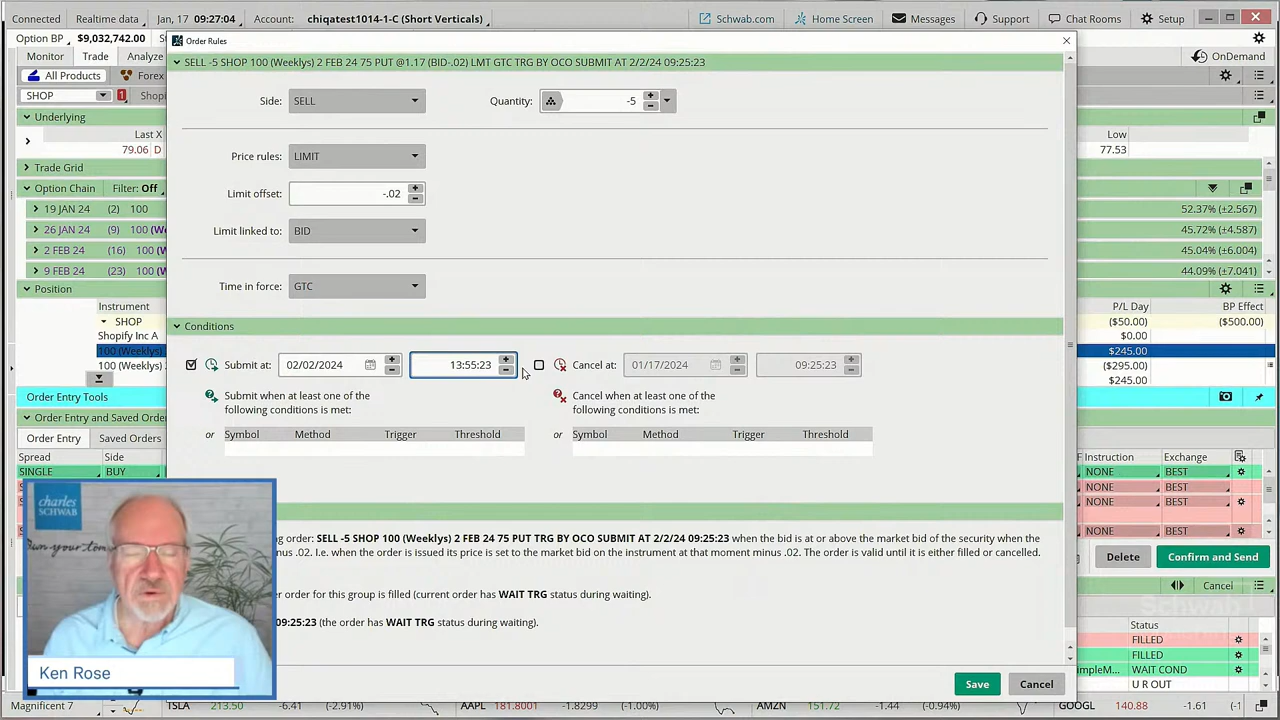 Connected Realtime data Jan, 17 09:27:04 Account: chiqatest1014-1-C (Short Verticals) Schwab.com Home Screen Messages Support Chat Rooms Setup
Option BP $9,032,742.00
Order Rules
Monitor Trade Analyze
OnDemand
SELL -5 SHOP 100 (Weeklys) 2 FEB 24 75 PUT @1.17 (BID-.02) LMT GTC TRG BY OCO SUBMIT AT 2/2/24 09:25:23
All Products Forex
SHOP 1 Shopi
Side: SELL Quantity: -5
Underlying
Last X Low
79.06 D 77.53
Price rules: LIMIT
Trade Grid
Option Chain Filter: Off
Limit offset: -.02
19 JAN 24 (2) 100 52.37% (±2.567)
26 JAN 24 (9) 100 (W 45.72% (±4.587)
Limit linked to: BID
2 FEB 24 (16) 100 (W 45.04% (±6.004)
9 FEB 24 (23) 100 (W 44.09% (±7.041)
Time in force: GTC
Position
Instrument P/L Day BP Effect
SHOP ($50.00) ($500.00)
Conditions
Shopify Inc A $0.00
100 (Weeklys) $245.00
100 (Weeklys) ($295.00)
Submit at: 02/02/2024 13:55:23 Cancel at: 01/17/2024 09:25:23
$245.00
Order Entry Tools
Submit when at least one of the
following conditions is met:
Cancel when at least one of the
following conditions is met:
Order Entry and Saved Orde
or Symbol Method Trigger Threshold or Symbol Method Trigger Threshold
Order Entry Saved Orders
Spread Side F Instruction Exchange
SINGLE BUY NONE BEST
NONE BEST
NONE BEST
NONE BEST
ng order: SELL -5 SHOP 100 (Weeklys) 2 FEB 24 75 PUT TRG BY OCO SUBMIT AT 2/2/24 09:25:23 when the bid is at or above the market bid of the security when the
nus .02. I.e. when the order is issued its price is set to the market bid on the instrument at that moment minus .02. The order is valid until it is either filled or cancelled.
Delete Confirm and Send
Cancel
er order for this group is filled (current order has WAIT TRG status during waiting).
09:25:23 (the order has WAIT TRG status during waiting).
Status
FILLED
FILLED
impleM... WAIT COND
U R OUT
charles
SCHWAB
Ken Rose
Save Cancel
Magnificent 7 TSLA 213.50 -6.41 (-2.91%) AAPL 181.8001 -1.8299 (-1.00%) AMZN 151.72 -1.44 (-0.94%) GOOGL 140.88 -1.61